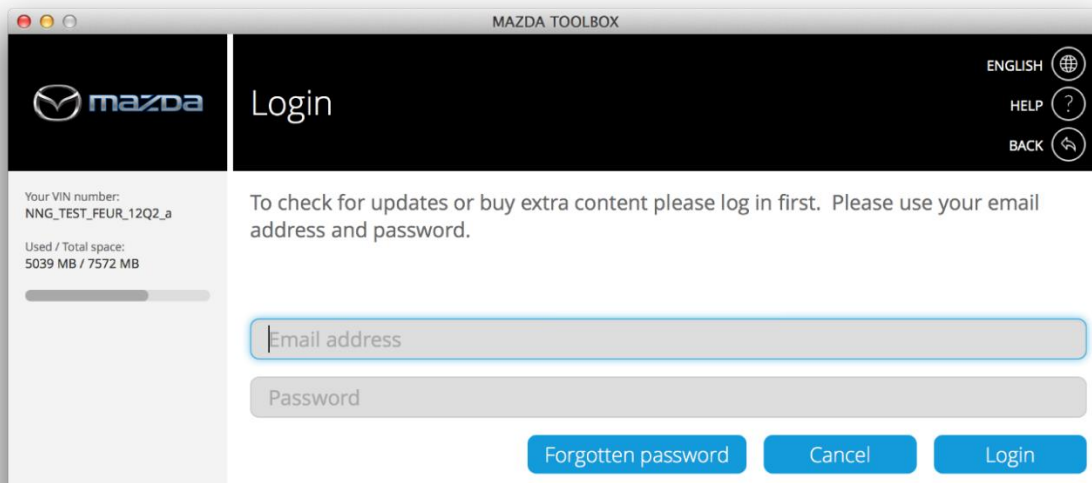 MAZDA TOOLBOX
mazda
Login
ENGLISH
HELP ?
BACK
Your VIN number:
NNG_TEST_FEUR_12Q2_a
Used / Total space:
5039 MB / 7572 MB
To check for updates or buy extra content please log in first.  Please use your email
address and password.
Email address
Password
Forgotten password
Cancel
Login